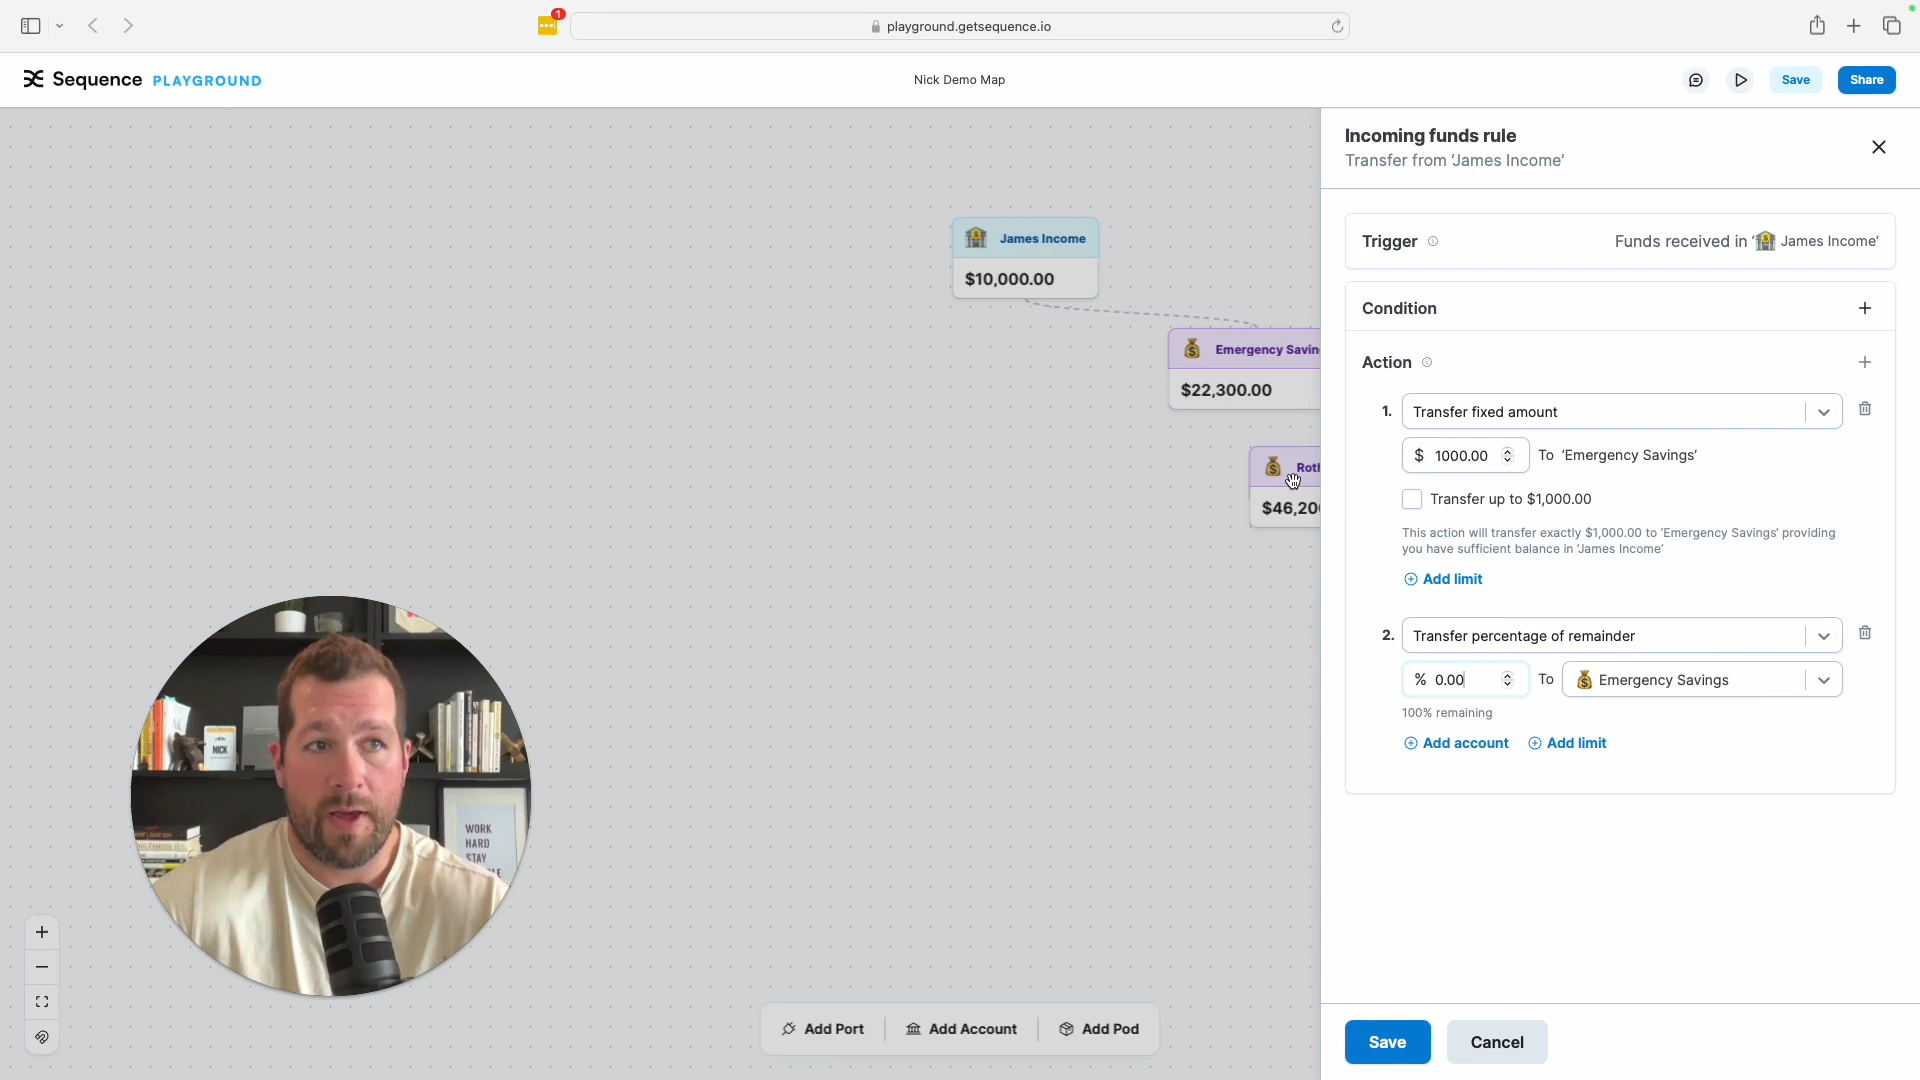 1
playground.getsequence.io
Sequence PLAYGROUND
Nick Demo Map
Save
Share
Incoming funds rule
Transfer from 'James Income'
Trigger
Funds received in ' James Income'
Condition
Action
1. Transfer fixed amount
$ 1000.00 To 'Emergency Savings'
Transfer up to $1,000.00
This action will transfer exactly $1,000.00 to 'Emergency Savings' providing
you have sufficient balance in 'James Income'
Add limit
2. Transfer percentage of remainder
% 0.00 To Emergency Savings
100% remaining
Add account Add limit
Save Cancel
James Income
$10,000.00
Emergency Savin
$22,300.00
Rot
$46,20
NICK
WORK
HARD
STAY
Add Port
Add Account
Add Pod